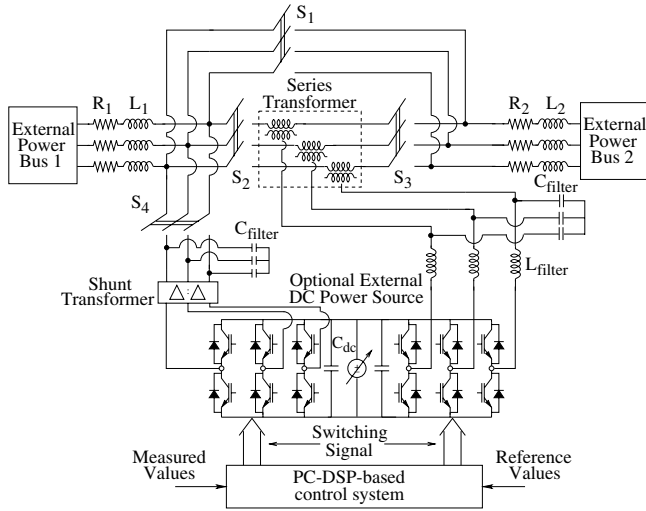 S1
Series
Transformer
R1
L1
R2
L2
External
Power
Bus 1
External
Power
Bus 2
S2
S3
Cfilter
S4
Cfilter
Lfilter
Shunt
Transformer
Δ:Δ
Optional External
DC Power Source
Cdc
+
-
Switching
Signal
Measured
Values
Reference
Values
PC-DSP-based
control system